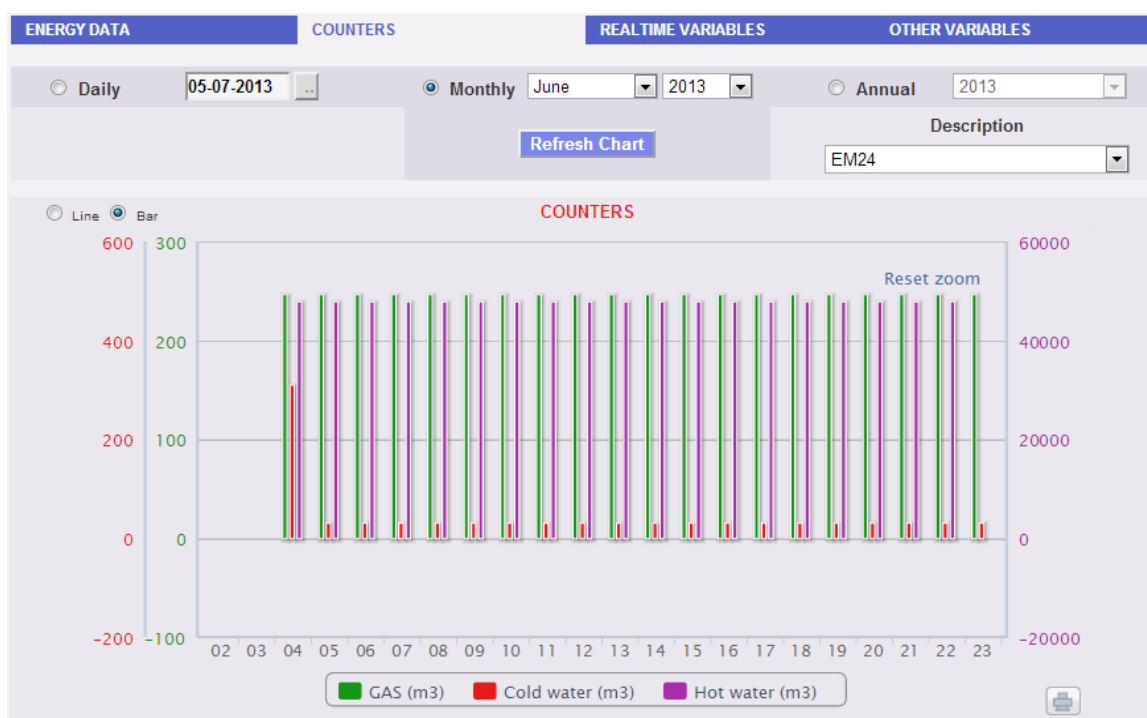 ENERGY DATA COUNTERS REALTIME VARIABLES OTHER VARIABLES
Daily 05-07-2013 .. Monthly June 2013 Annual 2013
Refresh Chart
Description
EM24
Line Bar COUNTERS
600 300 60000
Reset zoom
400 200 40000
200 100 20000
0 0 0
-200 -100 -20000
02 03 04 05 06 07 08 09 10 11 12 13 14 15 16 17 18 19 20 21 22 23
GAS (m3) Cold water (m3) Hot water (m3)